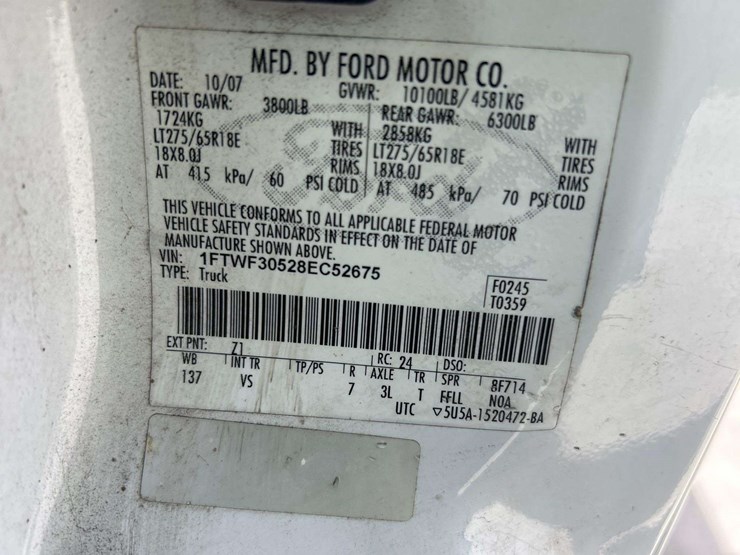 MFD. BY FORD MOTOR CO.
DATE: 10/07 GVWR: 10100LB/ 4581KG
FRONT GAWR: 3800LB REAR GAWR: 6300LB
1724KG WITH 2858KG WITH
LT275/65R18E TIRES LT275/65R18E TIRES
18X8.0J RIMS 18X8.0J RIMS
AT 415 kPa/ 60 PSI COLD AT 485 kPa/ 70 PSI COLD
THIS VEHICLE CONFORMS TO ALL APPLICABLE FEDERAL MOTOR
VEHICLE SAFETY STANDARDS IN EFFECT ON THE DATE OF
MANUFACTURE SHOWN ABOVE.
VIN: 1FTWF30528EC52675
TYPE: Truck
F0245
T0359
EXT PNT: Z1 RC: 24 DSO:
WB INT TR TP/PS R AXLE TR SPR 8F714
137 VS 7 3L T FFLL NOA
UTC ▽5U5A-1520472-BA